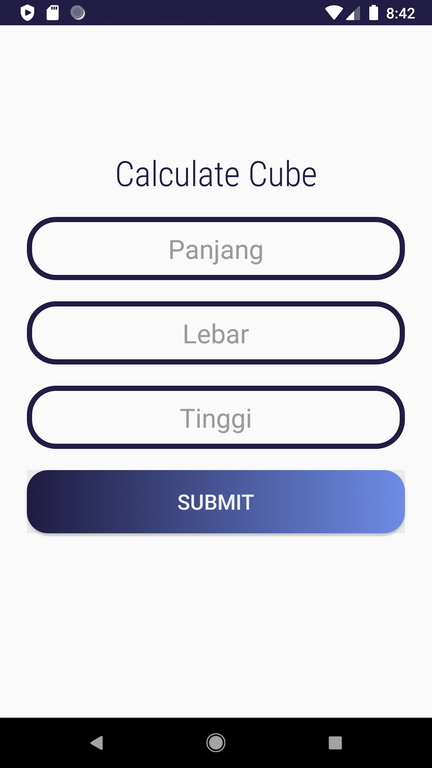 8:42
Calculate Cube
Panjang
Lebar
Tinggi
SUBMIT